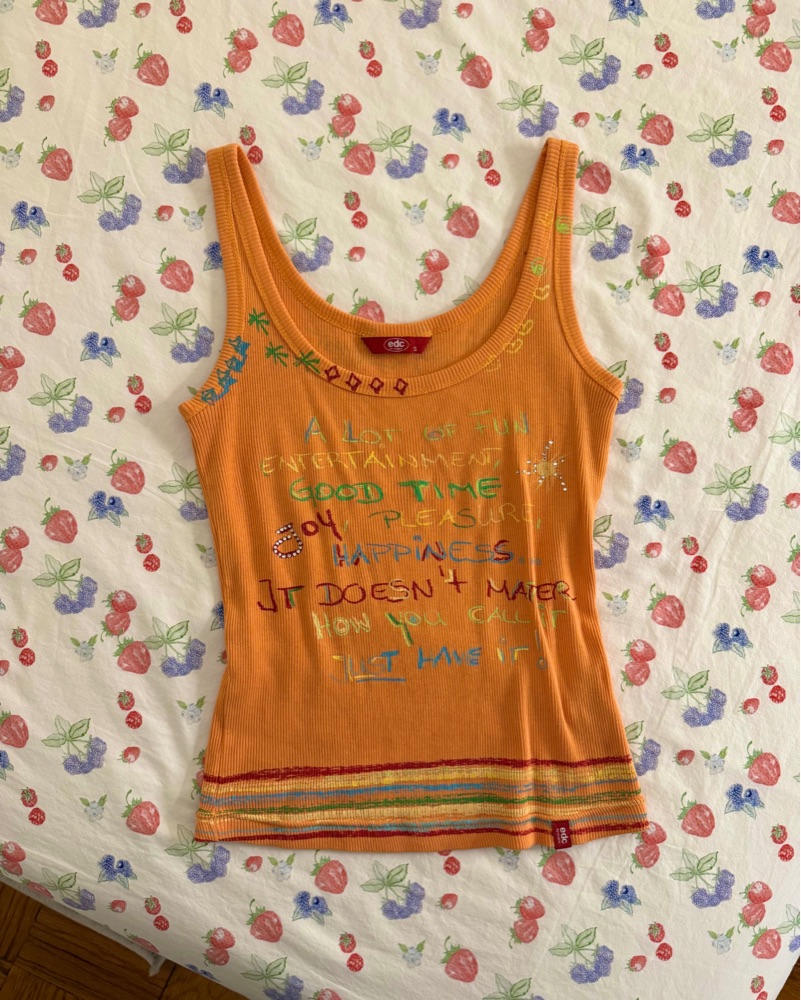 edc
S
A LOT OF FUN
ENTERTAINMENT,
GOOD TIME
JOY, PLEASURE,
HAPPINESS...
IT DOESN't MATER
HOW YOU CALL iT
JUST HAVE iT!
edc